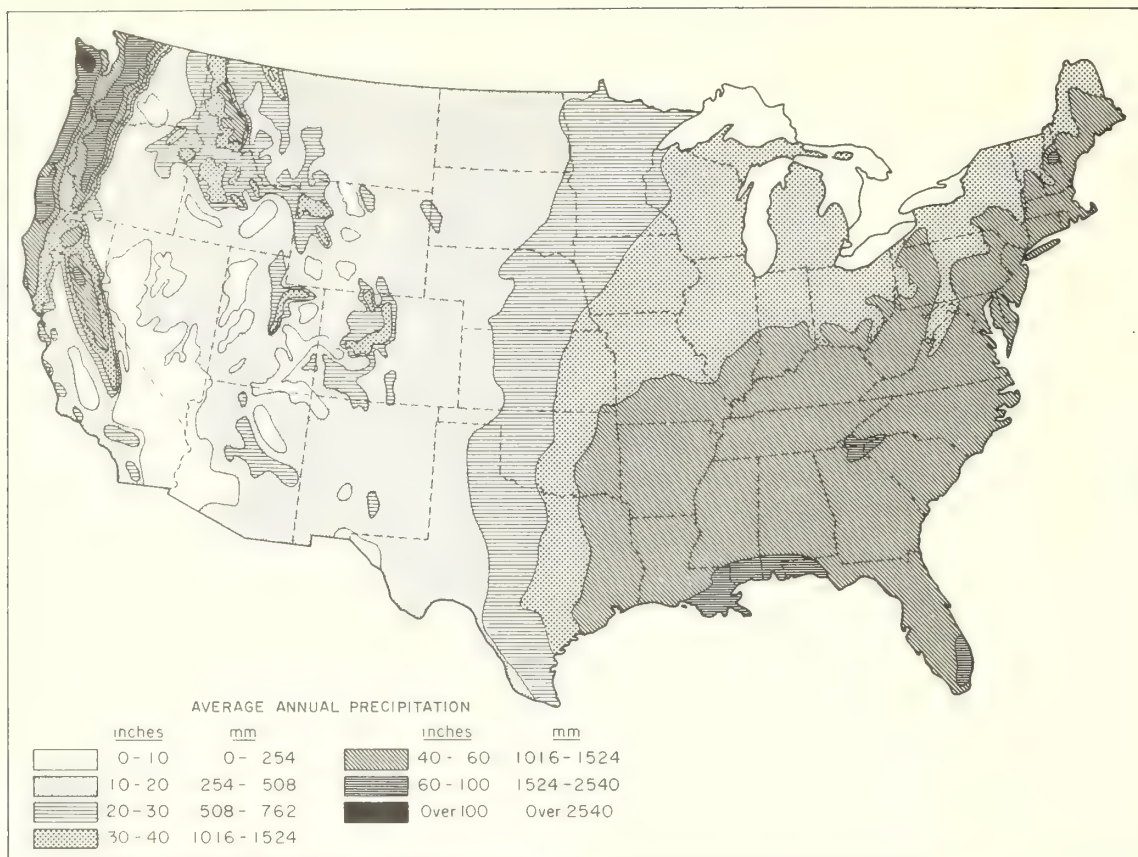 AVERAGE ANNUAL PRECIPITATION
inches mm inches mm
0-10 0- 254 40 - 60 1016-1524
10-20 254 - 508 60-100 1524-2540
20-30 508- 762 Over 100 Over 2540
30-40 1016-1524